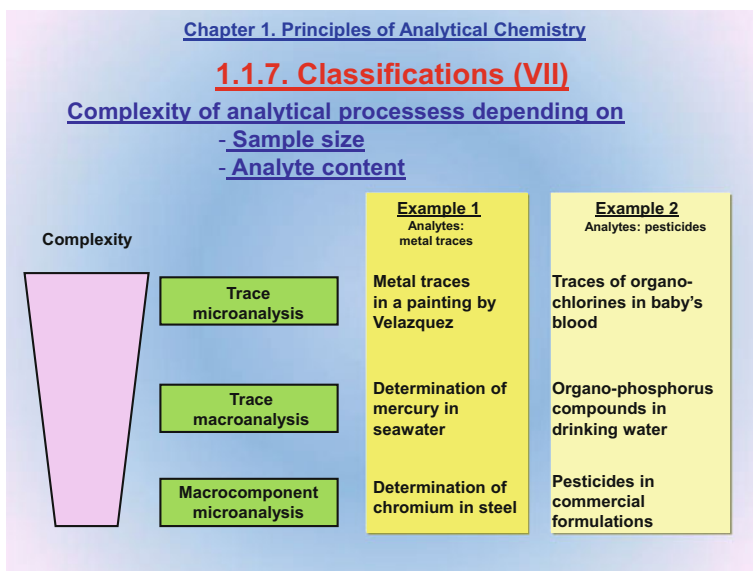 Chapter 1. Principles of Analytical Chemistry
1.1.7. Classifications (VII)
Complexity of analytical processess depending on
- Sample size
- Analyte content
Complexity
Example 1
Analytes:
metal traces
Example 2
Analytes: pesticides
Trace
microanalysis
Metal traces
in a painting by
Velazquez
Traces of organo-
chlorines in baby's
blood
Trace
macroanalysis
Determination of
mercury in
seawater
Organo-phosphorus
compounds in
drinking water
Macrocomponent
microanalysis
Determination of
chromium in steel
Pesticides in
commercial
formulations